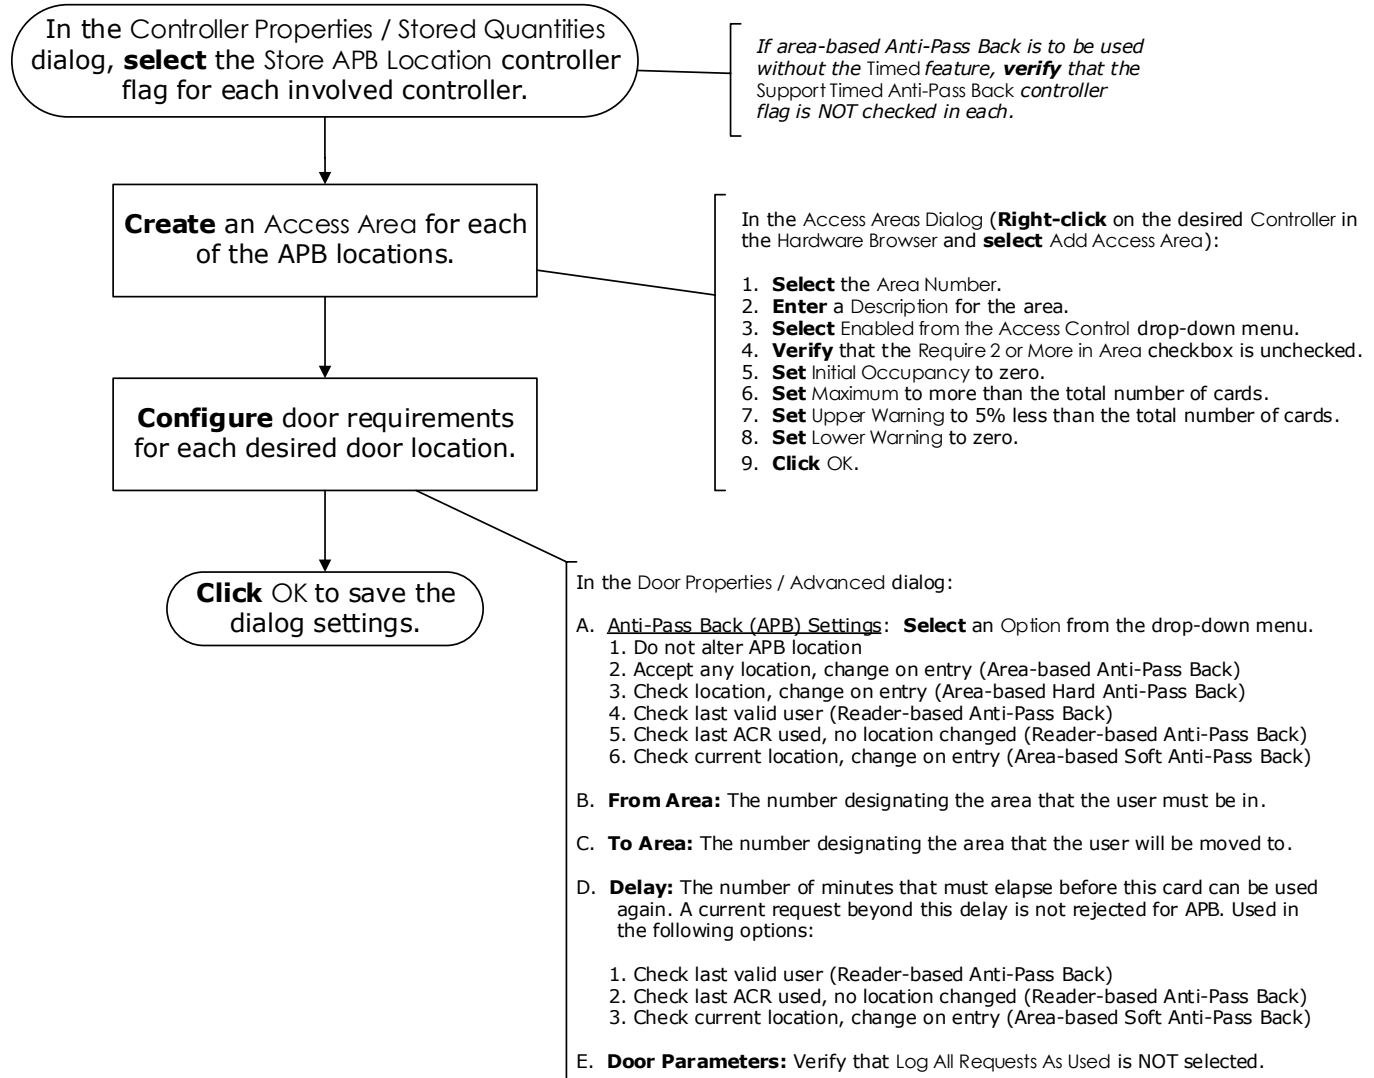 In the Controller Properties / Stored Quantities
dialog, select the Store APB Location controller
flag for each involved controller.
If area-based Anti-Pass Back is to be used
without the Timed feature, verify that the
Support Timed Anti-Pass Back controller
flag is NOT checked in each.
Create an Access Area for each
of the APB locations.
In the Access Areas Dialog (Right-click on the desired Controller in
the Hardware Browser and select Add Access Area):
1. Select the Area Number.
2. Enter a Description for the area.
3. Select Enabled from the Access Control drop-down menu.
4. Verify that the Require 2 or More in Area checkbox is unchecked.
5. Set Initial Occupancy to zero.
6. Set Maximum to more than the total number of cards.
7. Set Upper Warning to 5% less than the total number of cards.
8. Set Lower Warning to zero.
9. Click OK.
Configure door requirements
for each desired door location.
Click OK to save the
dialog settings.
In the Door Properties / Advanced dialog:
A. Anti-Pass Back (APB) Settings: Select an Option from the drop-down menu.
1. Do not alter APB location
2. Accept any location, change on entry (Area-based Anti-Pass Back)
3. Check location, change on entry (Area-based Hard Anti-Pass Back)
4. Check last valid user (Reader-based Anti-Pass Back)
5. Check last ACR used, no location changed (Reader-based Anti-Pass Back)
6. Check current location, change on entry (Area-based Soft Anti-Pass Back)
B. From Area: The number designating the area that the user must be in.
C. To Area: The number designating the area that the user will be moved to.
D. Delay: The number of minutes that must elapse before this card can be used
again. A current request beyond this delay is not rejected for APB. Used in
the following options:
1. Check last valid user (Reader-based Anti-Pass Back)
2. Check last ACR used, no location changed (Reader-based Anti-Pass Back)
3. Check current location, change on entry (Area-based Soft Anti-Pass Back)
E. Door Parameters: Verify that Log All Requests As Used is NOT selected.